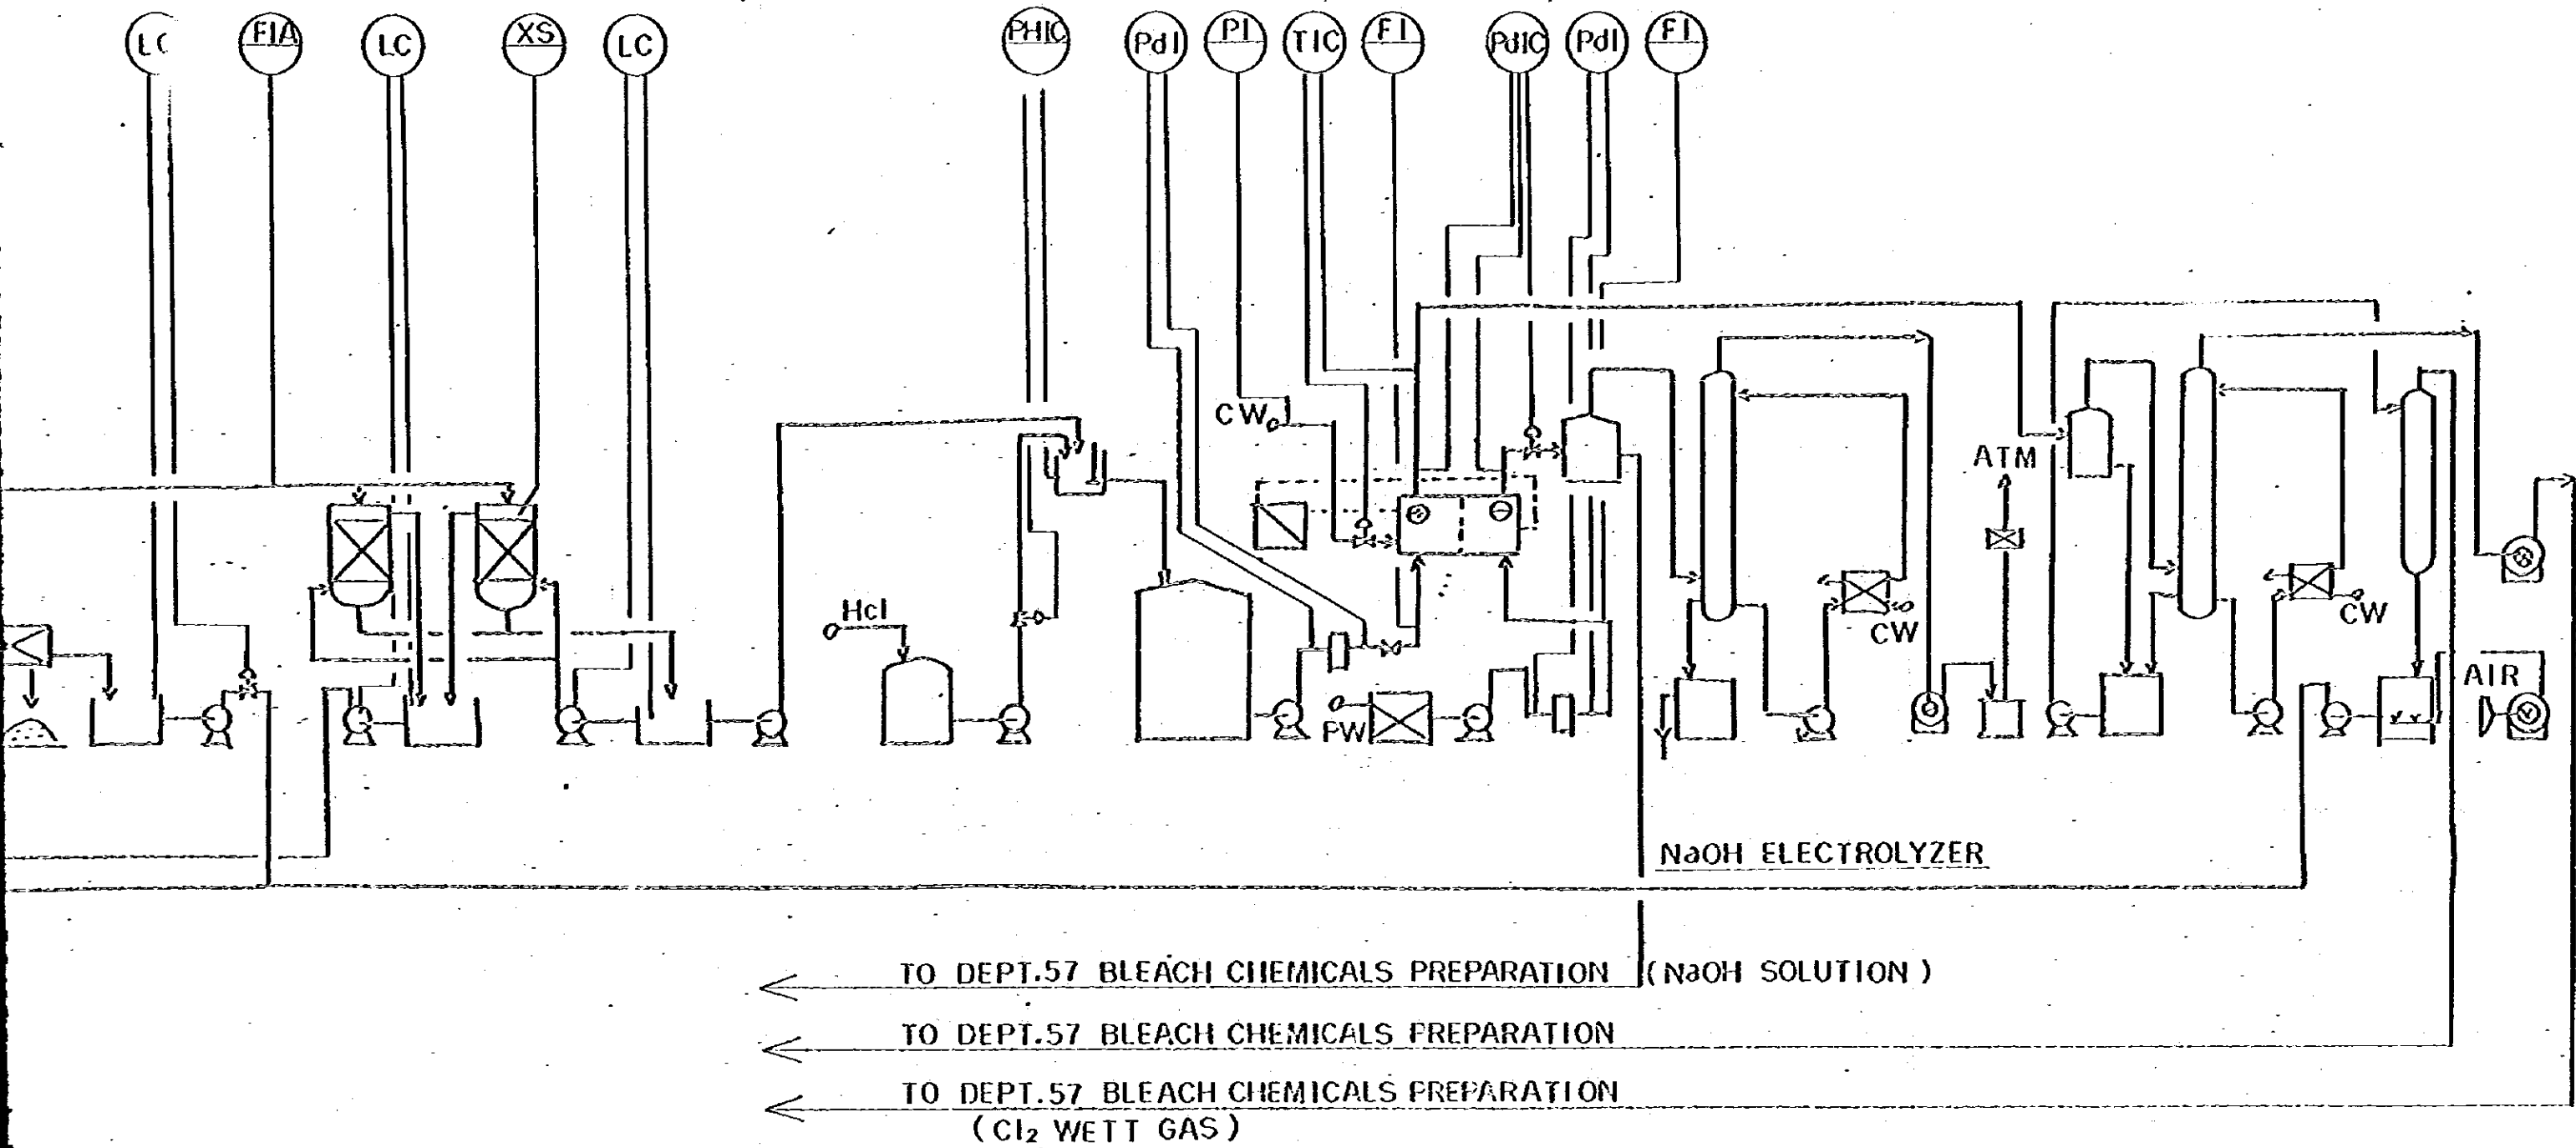 LC FIA LC XS LC PHIC PdI PI TIC FI PdIC PdI FI
CW
ATM
Hcl
CW
CW
AIR
PW
NaOH ELECTROLYZER
TO DEPT.57 BLEACH CHEMICALS PREPARATION (NaOH SOLUTION)
TO DEPT.57 BLEACH CHEMICALS PREPARATION
TO DEPT.57 BLEACH CHEMICALS PREPARATION
(Cl₂ WETT GAS)